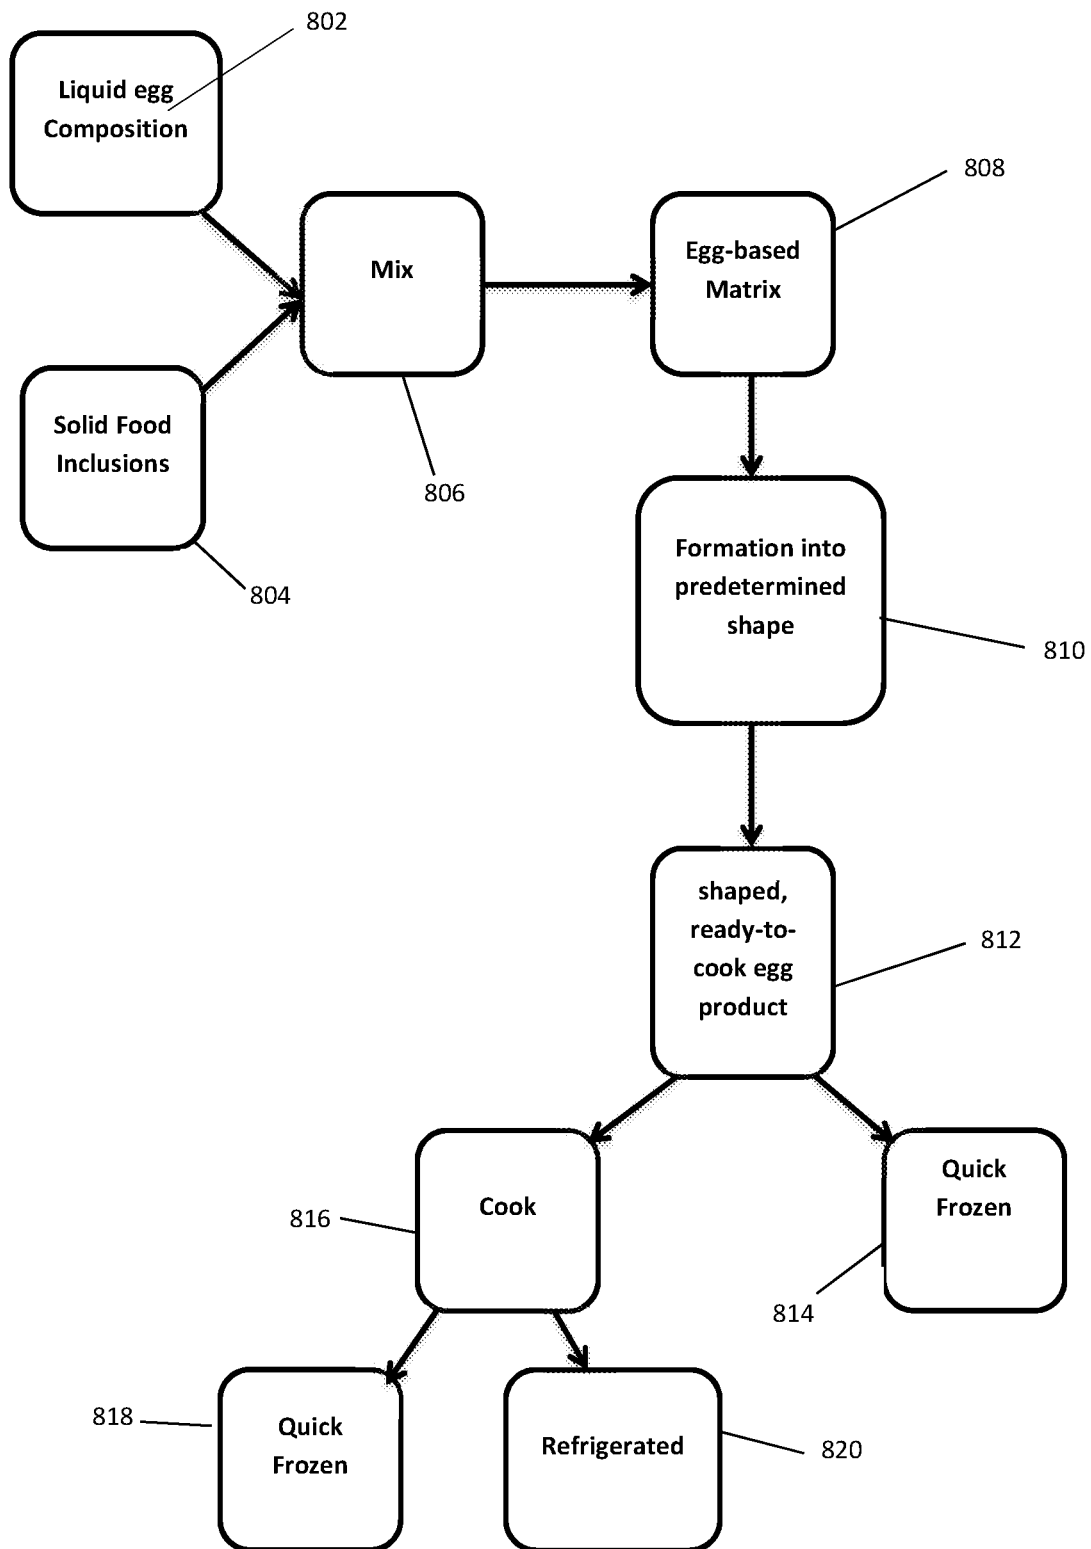 802
Liquid egg
Composition
808
Mix
Egg-based
Matrix
Solid Food
Inclusions
806
804
Formation into
predetermined
shape
810
shaped,
ready-to-
cook egg
product
812
Quick
Frozen
Cook
816
814
818
Quick
Frozen
Refrigerated
820